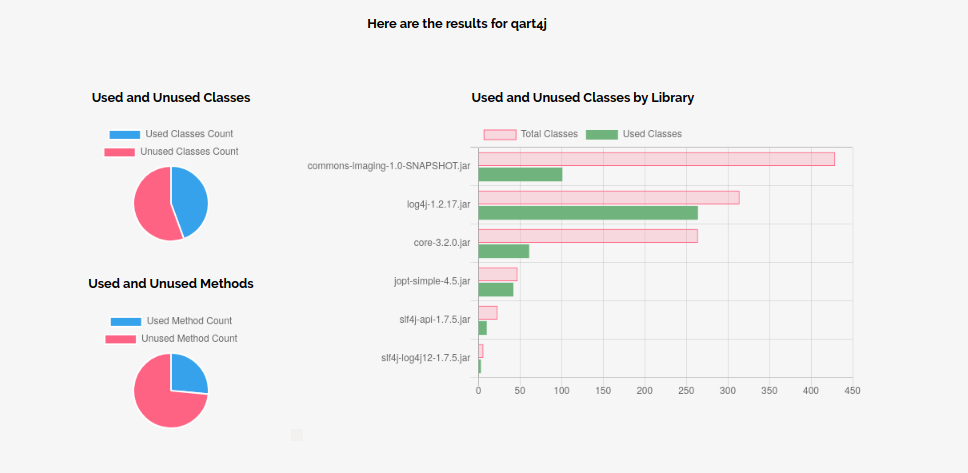 Here are the results for qart4j
Used and Unused Classes
Used Classes Count
Unused Classes Count
Used and Unused Methods
Used Method Count
Unused Method Count
Used and Unused Classes by Library
Total Classes Used Classes
commons-imaging-1.0-SNAPSHOT.jar
log4j-1.2.17.jar
core-3.2.0.jar
jopt-simple-4.5.jar
slf4j-api-1.7.5.jar
slf4j-log4j12-1.7.5.jar
0 50 100 150 200 250 300 350 400 450